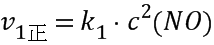 v₁正 = k₁ · c²(NO)